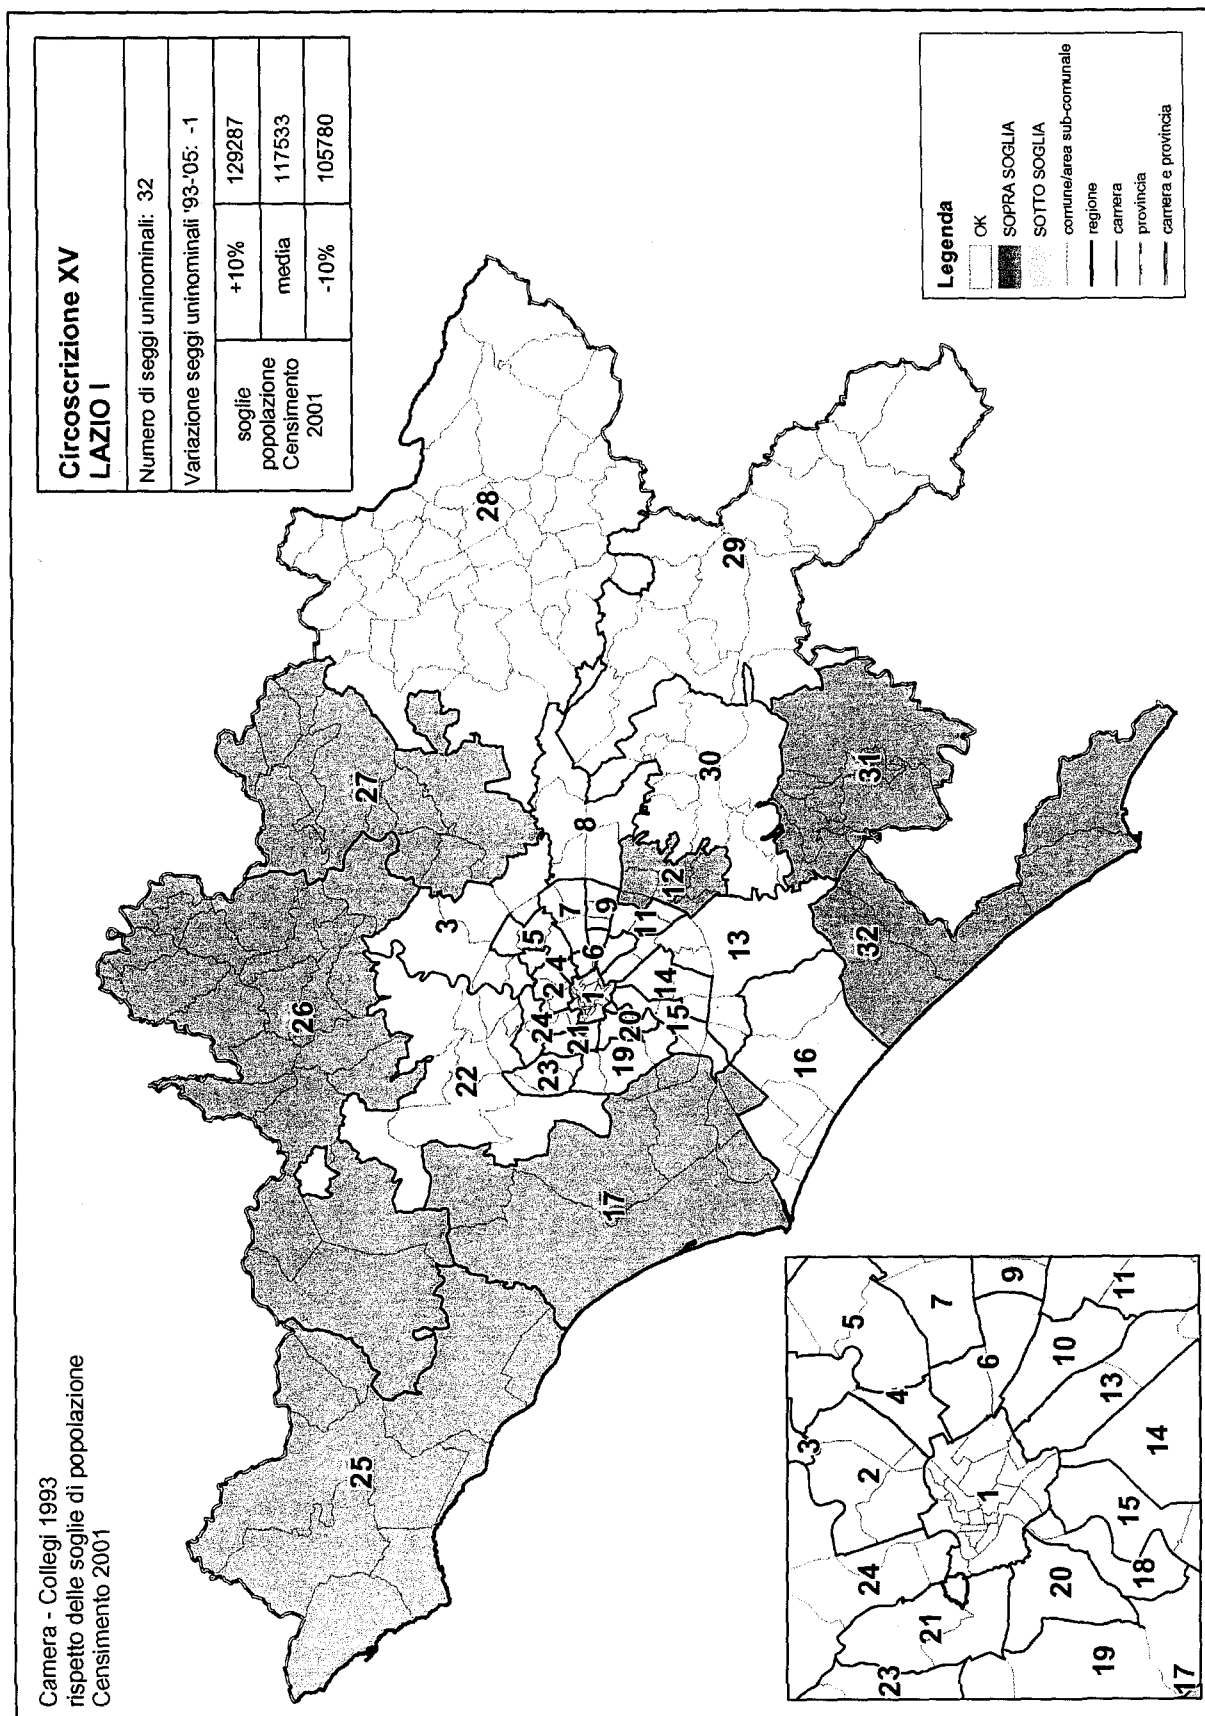 Camera - Collegi 1993
rispetto delle soglie di popolazione
Censimento 2001
Circoscrizione XV
LAZIO I
Numero di seggi uninominali: 32
Variazione seggi uninominali '93-'05: -1
soglie
popolazione
Censimento
2001
+10%
129287
media
117533
-10%
105780
25
26
27
28
3
22
17
23
24
21
2
4
5
7
8
1
6
9
19
20
15
14
11
12
30
29
13
16
31
32
3
5
7
9
2
4
6
24
10
11
23
21
1
13
20
15
14
18
19
17
Legenda
OK
SOPRA SOGLIA
SOTTO SOGLIA
comune/area sub-comunale
regione
camera
provincia
camera e provincia